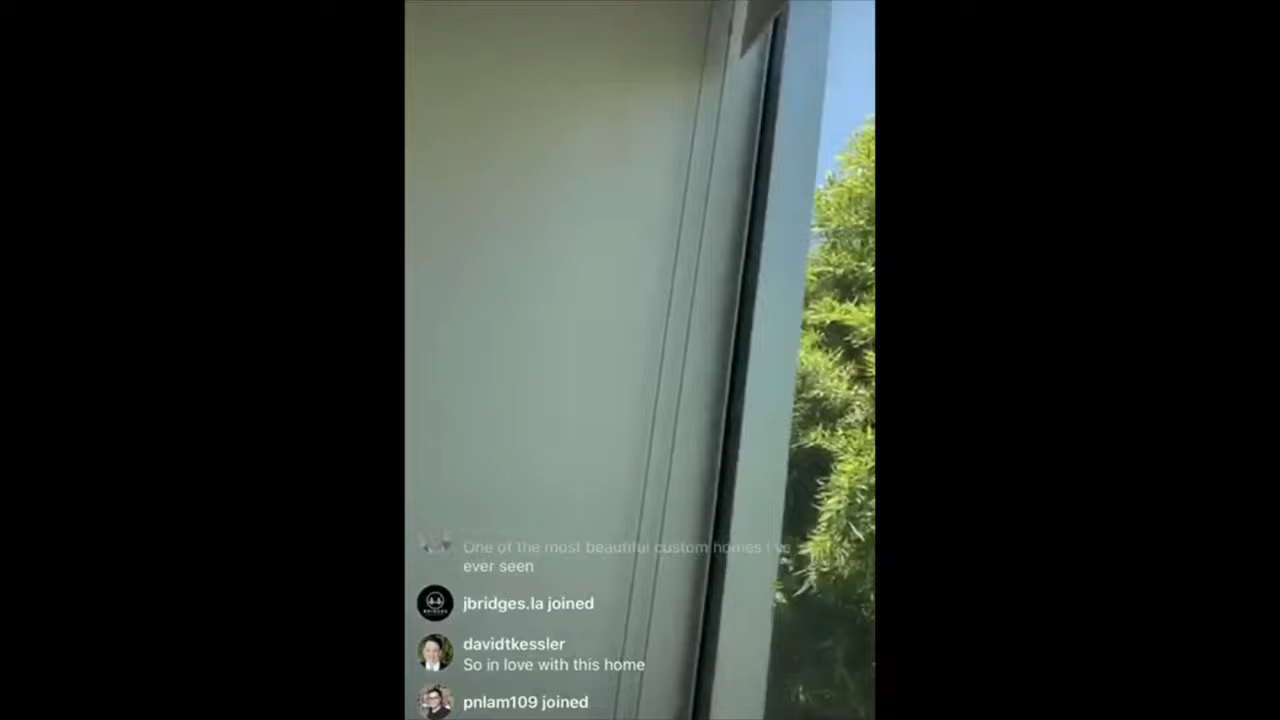 One of the most beautiful custom homes I've
ever seen
jbridges.la joined
davidtkessler
So in love with this home
pnlam109 joined